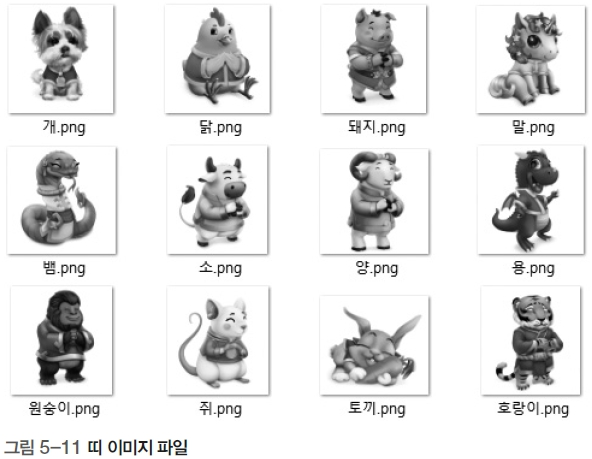 개.png 닭.png 돼지.png 말.png
뱀.png 소.png 양.png 용.png
원숭이.png 쥐.png 토끼.png 호랑이.png
그림 5-11 띠 이미지 파일